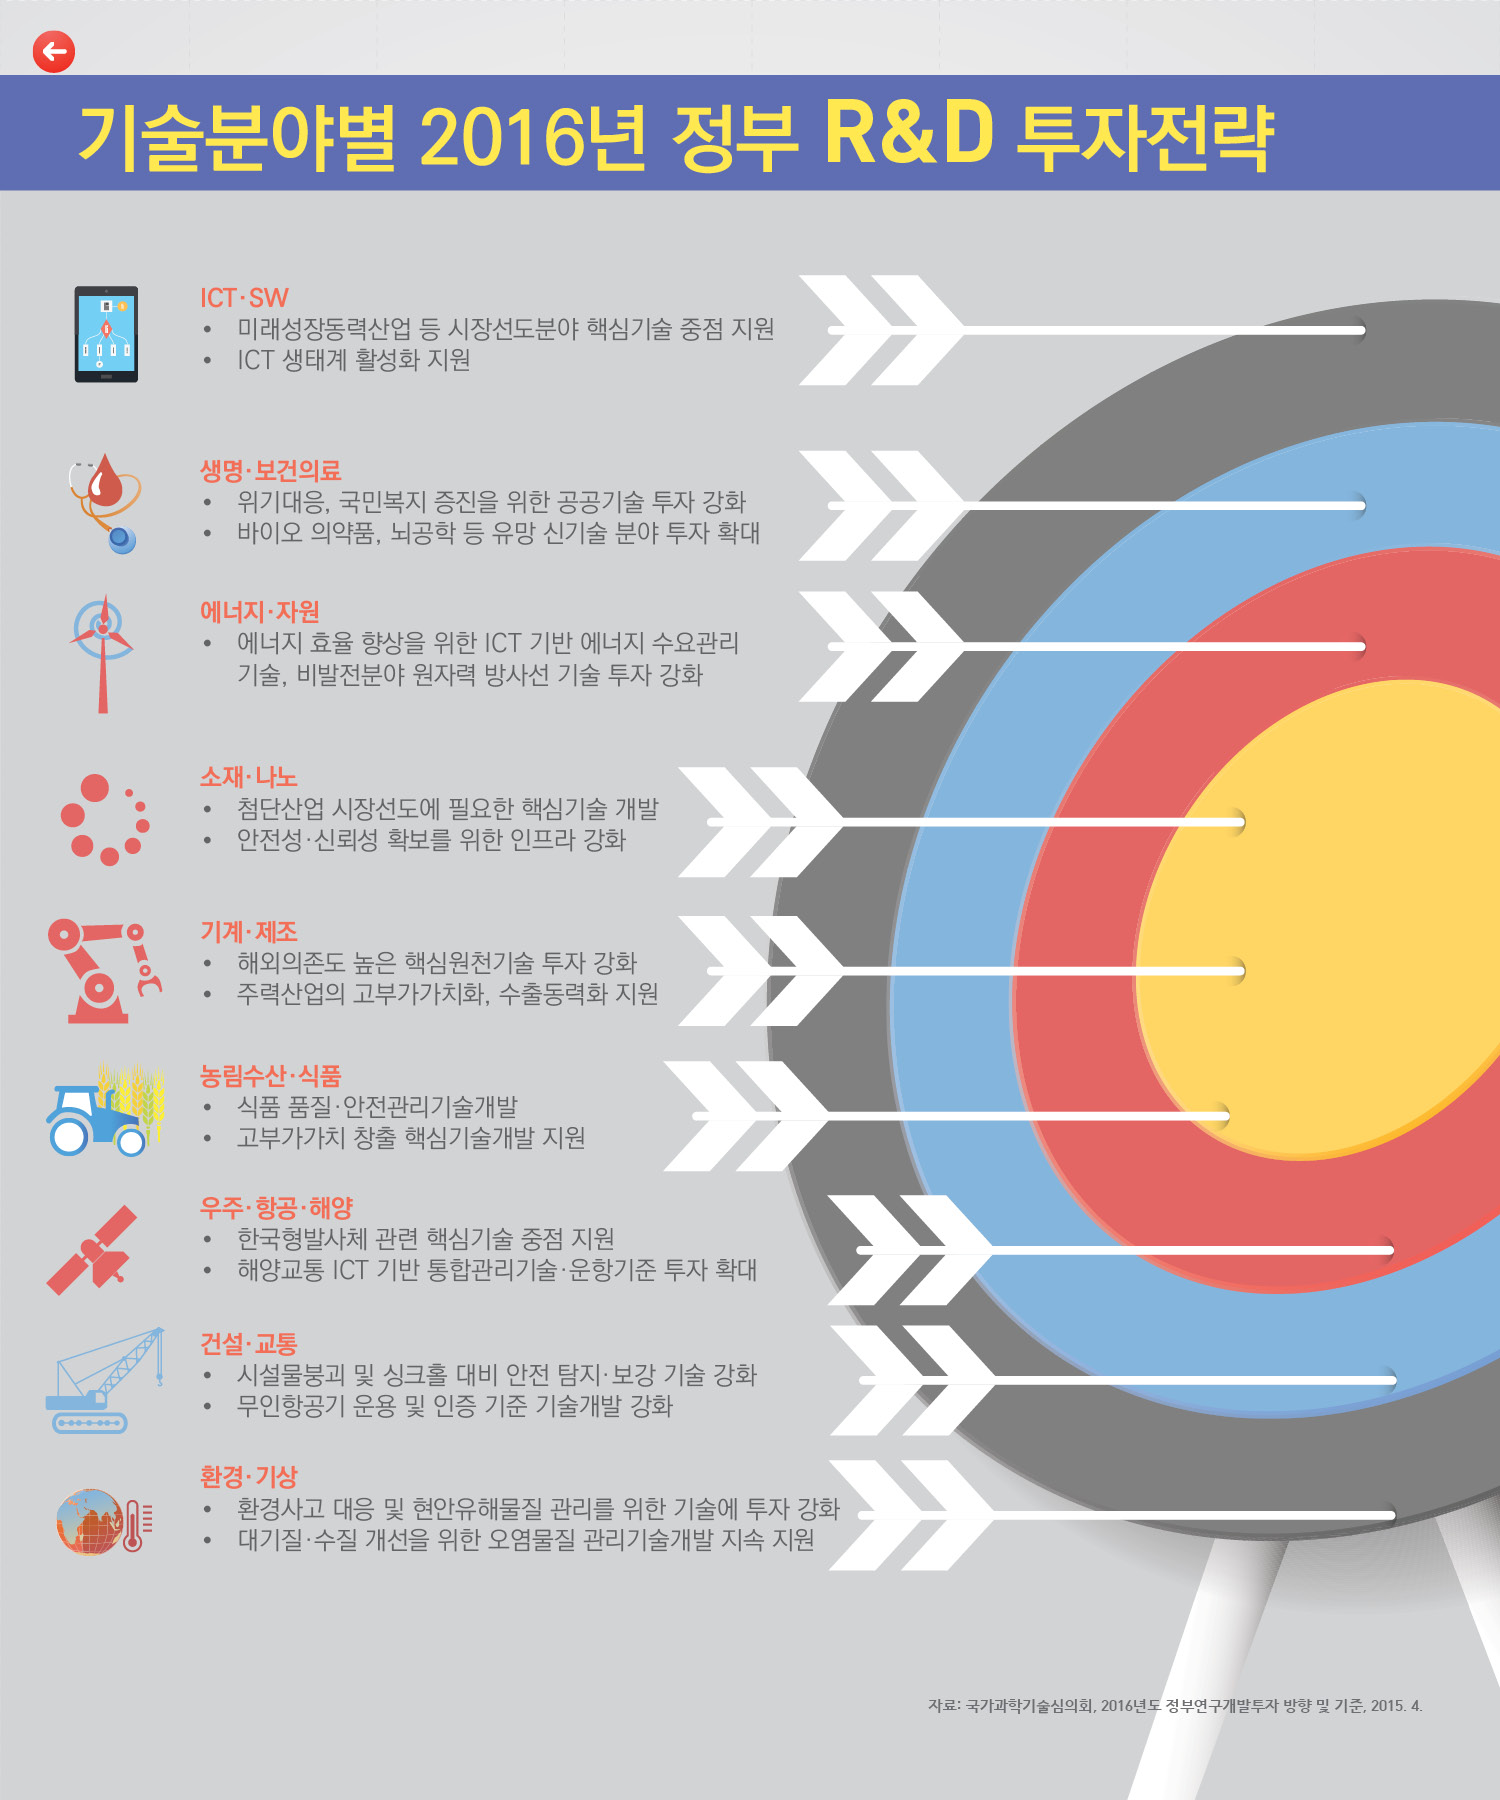 기술분야별 2016년 정부 R&D 투자전략
ICT·SW
• 미래성장동력산업 등 시장선도분야 핵심기술 중점 지원
• ICT 생태계 활성화 지원
생명·보건의료
• 위기대응, 국민복지 증진을 위한 공공기술 투자 강화
• 바이오 의약품, 뇌공학 등 유망 신기술 분야 투자 확대
에너지·자원
• 에너지 효율 향상을 위한 ICT 기반 에너지 수요관리
기술, 비발전분야 원자력 방사선 기술 투자 강화
소재·나노
• 첨단산업 시장선도에 필요한 핵심기술 개발
• 안전성·신뢰성 확보를 위한 인프라 강화
기계·제조
• 해외의존도 높은 핵심원천기술 투자 강화
• 주력산업의 고부가가치화, 수출동력화 지원
농림수산·식품
• 식품 품질·안전관리기술개발
• 고부가가치 창출 핵심기술개발 지원
우주·항공·해양
• 한국형발사체 관련 핵심기술 중점 지원
• 해양교통 ICT 기반 통합관리기술·운항기준 투자 확대
건설·교통
• 시설물붕괴 및 싱크홀 대비 안전 탐지·보강 기술 강화
• 무인항공기 운용 및 인증 기준 기술개발 강화
환경·기상
• 환경사고 대응 및 현안유해물질 관리를 위한 기술에 투자 강화
• 대기질·수질 개선을 위한 오염물질 관리기술개발 지속 지원
자료: 국가과학기술심의회, 2016년도 정부연구개발투자 방향 및 기준, 2015. 4.